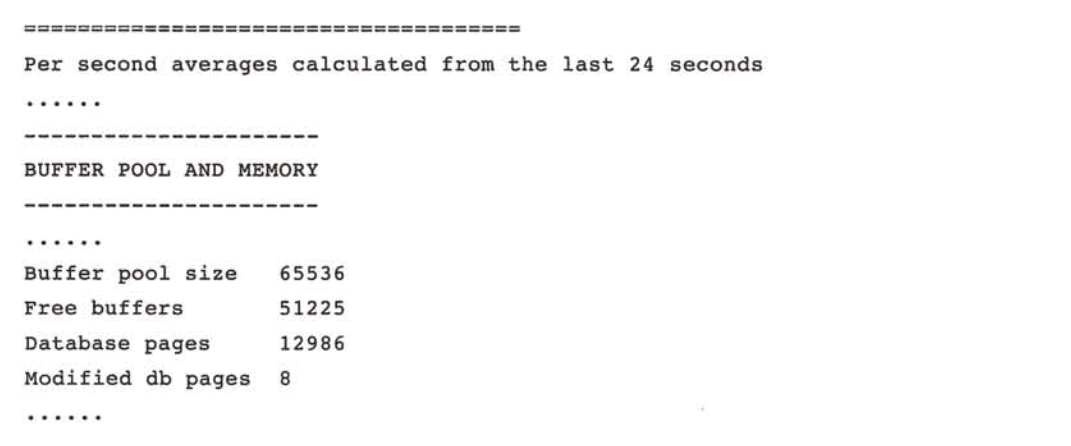 =====================================
Per second averages calculated from the last 24 seconds
......
----------------------
BUFFER POOL AND MEMORY
----------------------
......
Buffer pool size   65536
Free buffers       51225
Database pages     12986
Modified db pages  8
......